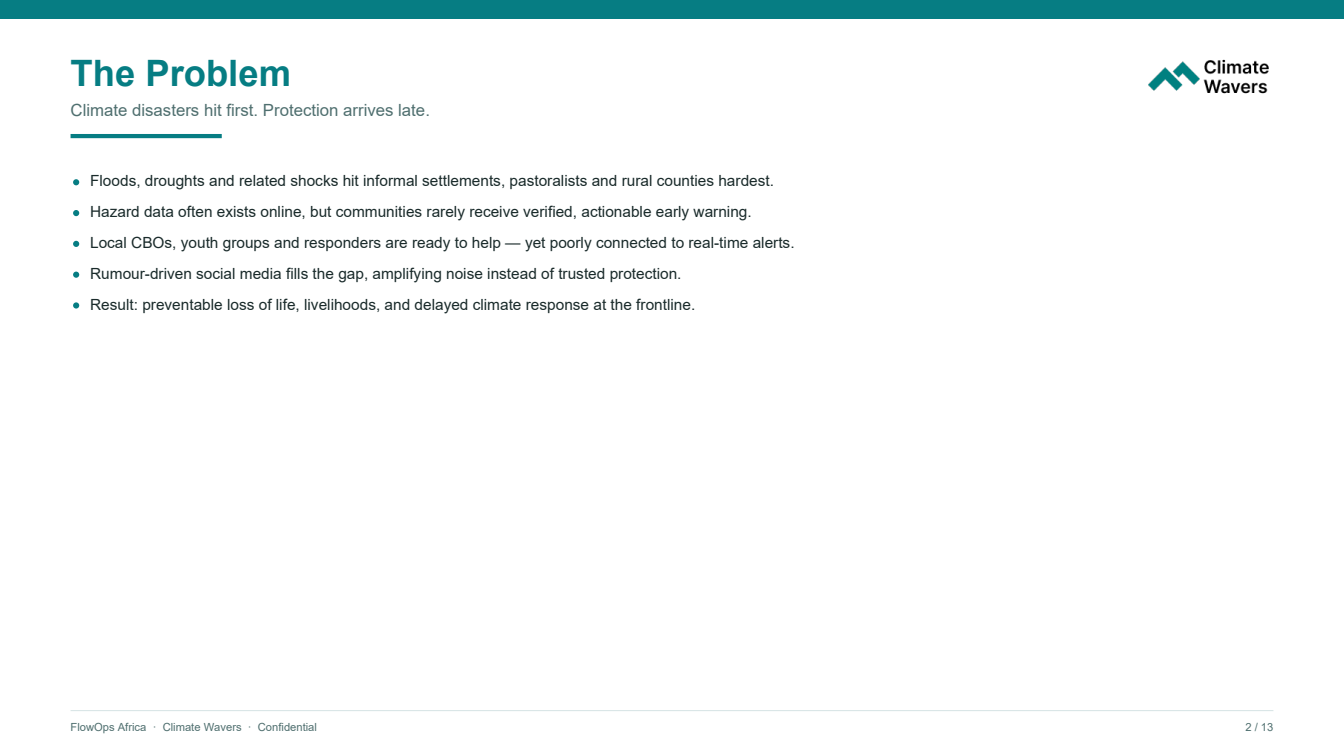 The Problem
Climate disasters hit first. Protection arrives late.
Climate
Wavers
• Floods, droughts and related shocks hit informal settlements, pastoralists and rural counties hardest.
• Hazard data often exists online, but communities rarely receive verified, actionable early warning.
• Local CBOs, youth groups and responders are ready to help — yet poorly connected to real-time alerts.
• Rumour-driven social media fills the gap, amplifying noise instead of trusted protection.
• Result: preventable loss of life, livelihoods, and delayed climate response at the frontline.
FlowOps Africa · Climate Wavers · Confidential
2 / 13